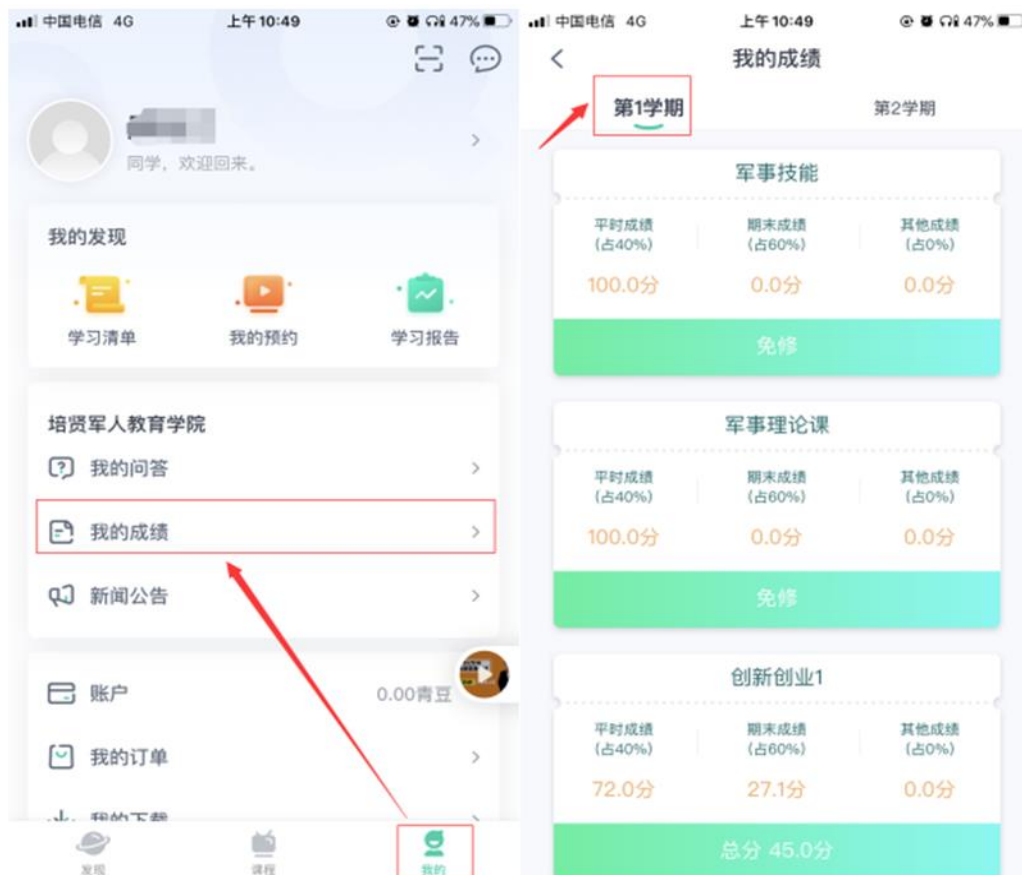 中国电信 4G 上午10:49 47%
同学，欢迎回来。
我的发现
学习清单 我的预约 学习报告
培贤军人教育学院
我的问答
我的成绩
新闻公告
账户 0.00青豆
我的订单
我的下载
发现 课程 我的
中国电信 4G 上午10:49 47%
我的成绩
第1学期 第2学期
军事技能
平时成绩 期末成绩 其他成绩
(占40%) (占60%) (占0%)
100.0分 0.0分 0.0分
免修
军事理论课
平时成绩 期末成绩 其他成绩
(占40%) (占60%) (占0%)
100.0分 0.0分 0.0分
免修
创新创业1
平时成绩 期末成绩 其他成绩
(占40%) (占60%) (占0%)
72.0分 27.1分 0.0分
总分 45.0分